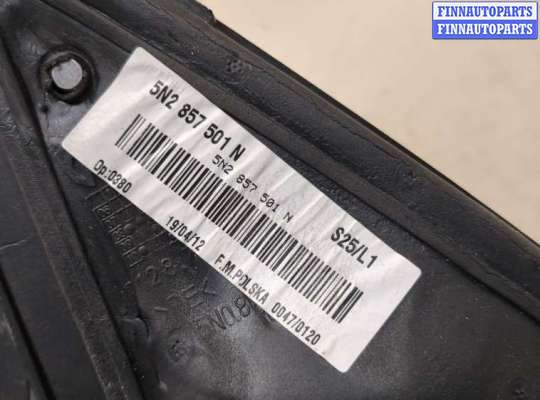 FINNAUTOPARTS
FINNAUTOPARTS
5N2 857 501 N
5N2 857 501 N
S25/L1
Op:0380
19/04/12
F.M.POLSKA 0047/0120